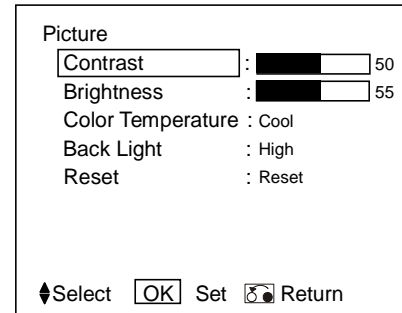 Picture
Contrast : 50
Brightness : 55
Color Temperature : Cool
Back Light : High
Reset : Reset
Select OK Set Return